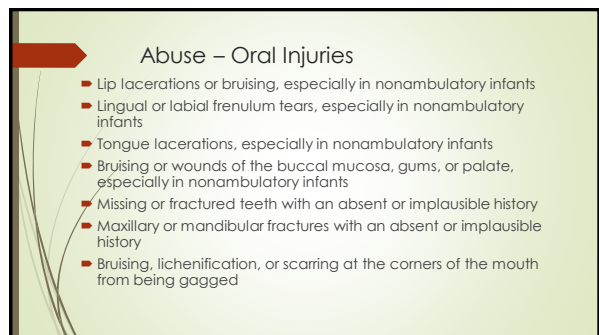 Abuse – Oral Injuries
Lip lacerations or bruising, especially in nonambulatory infants
Lingual or labial frenulum tears, especially in nonambulatory
infants
Tongue lacerations, especially in nonambulatory infants
Bruising or wounds of the buccal mucosa, gums, or palate,
especially in nonambulatory infants
Missing or fractured teeth with an absent or implausible history
Maxillary or mandibular fractures with an absent or implausible
history
Bruising, lichenification, or scarring at the corners of the mouth
from being gagged